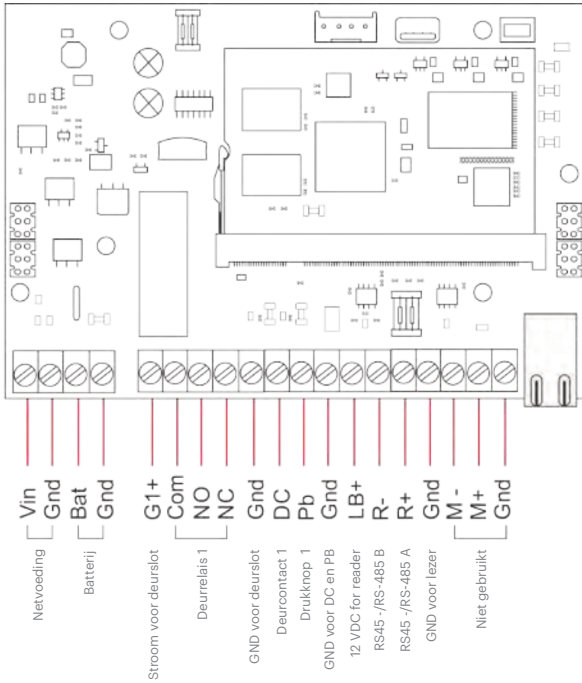 Vin
Gnd
Bat
Gnd
G1+
Com
NO
NC
Gnd
DC
Pb
Gnd
LB+
R-
R+
Gnd
M -
M+
Gnd
Netvoeding
Batterij
Stroom voor deurslot
Deurrelais 1
GND voor deurslot
Deurcontact 1
Drukknop 1
GND voor DC en PB
12 VDC for reader
RS45 -/RS-485 B
RS45 -/RS-485 A
GND voor lezer
Niet gebruikt